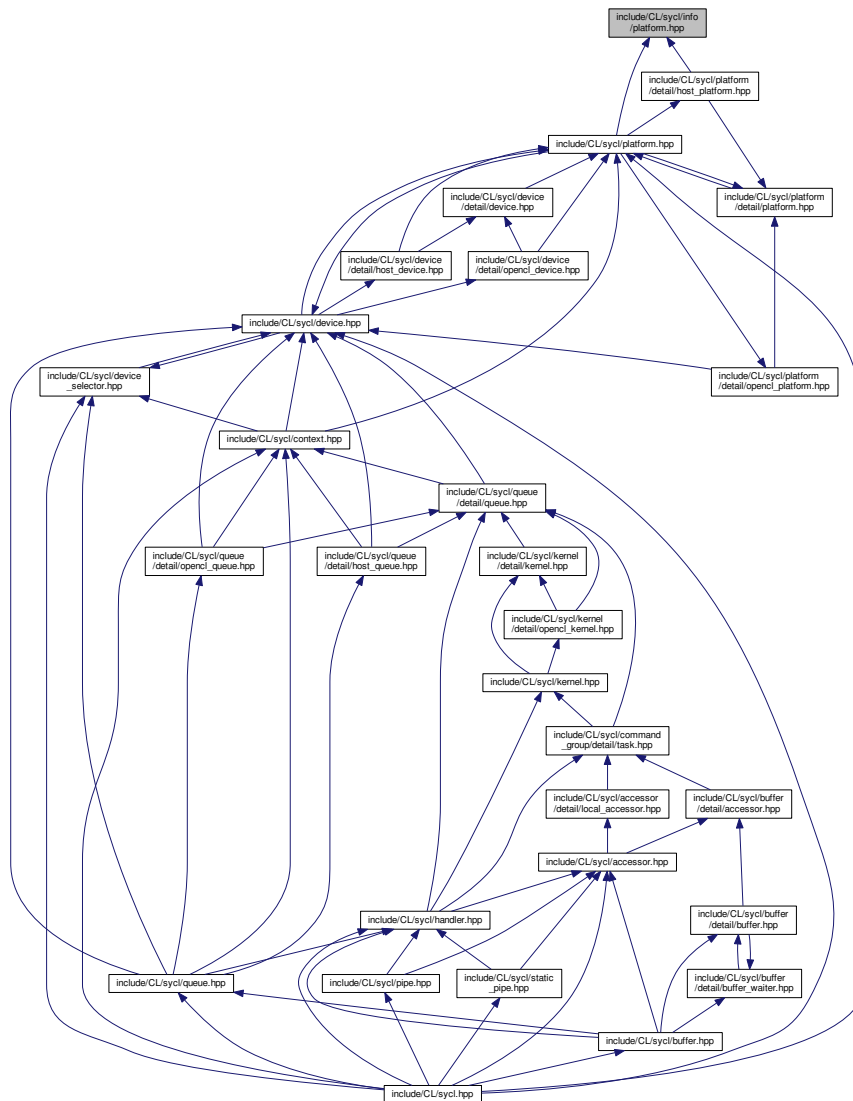 include/CL/sycl/info
/platform.hpp
include/CL/sycl/platform
/detail/host_platform.hpp
include/CL/sycl/platform.hpp
include/CL/sycl/device
/detail/device.hpp
include/CL/sycl/platform
/detail/platform.hpp
include/CL/sycl/device
/detail/host_device.hpp
include/CL/sycl/device
/detail/opencl_device.hpp
include/CL/sycl/device.hpp
include/CL/sycl/device
_selector.hpp
include/CL/sycl/platform
/detail/opencl_platform.hpp
include/CL/sycl/context.hpp
include/CL/sycl/queue
/detail/queue.hpp
include/CL/sycl/queue
/detail/opencl_queue.hpp
include/CL/sycl/queue
/detail/host_queue.hpp
include/CL/sycl/kernel
/detail/kernel.hpp
include/CL/sycl/kernel
/detail/opencl_kernel.hpp
include/CL/sycl/kernel.hpp
include/CL/sycl/command
_group/detail/task.hpp
include/CL/sycl/accessor
/detail/local_accessor.hpp
include/CL/sycl/buffer
/detail/accessor.hpp
include/CL/sycl/accessor.hpp
include/CL/sycl/handler.hpp
include/CL/sycl/buffer
/detail/buffer.hpp
include/CL/sycl/queue.hpp
include/CL/sycl/pipe.hpp
include/CL/sycl/static
_pipe.hpp
include/CL/sycl/buffer
/detail/buffer_waiter.hpp
include/CL/sycl/buffer.hpp
include/CL/sycl.hpp